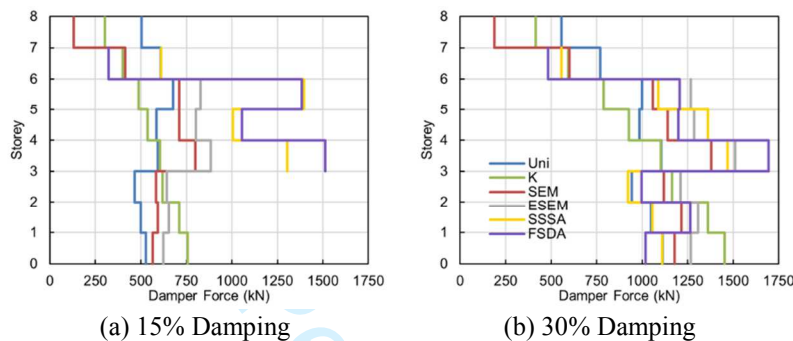 8
7
6
5
4
3
2
1
0
Storey
0 250 500 750 1000 1250 1500 1750
Damper Force (kN)
(a) 15% Damping
8
7
6
5
4
3
2
1
0
Storey
Uni
K
SEM
ESEM
SSSA
FSDA
0 250 500 750 1000 1250 1500 1750
Damper Force (kN)
(b) 30% Damping